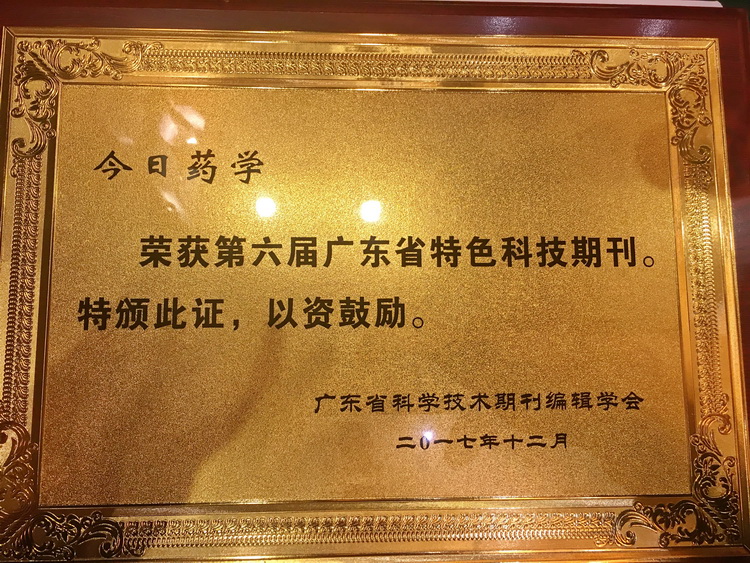 今日药学
荣获第六届广东省特色科技期刊。
特颁此证，以资鼓励。
广东省科学技术期刊编辑学会
二0一七年十二月